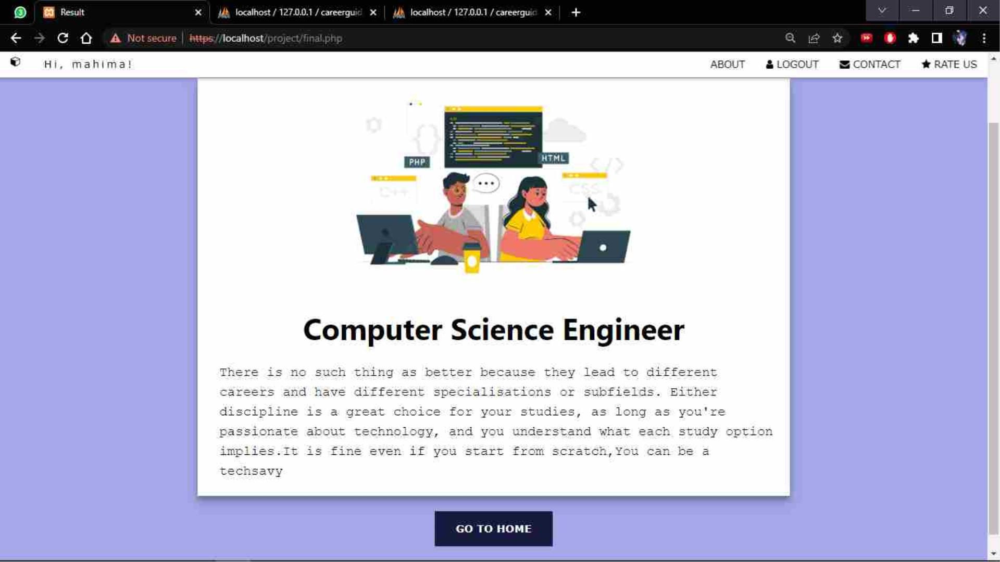 Result
localhost / 127.0.0.1 / careerguid
localhost / 127.0.0.1 / careerguid
Not secure
https://localhost/project/final.php
Hi, mahima!
ABOUT LOGOUT CONTACT RATE US
PHP
HTML
C++
CSS
Computer Science Engineer
There is no such thing as better because they lead to different
careers and have different specialisations or subfields. Either
discipline is a great choice for your studies, as long as you're
passionate about technology, and you understand what each study option
implies.It is fine even if you start from scratch,You can be a
techsavy
GO TO HOME